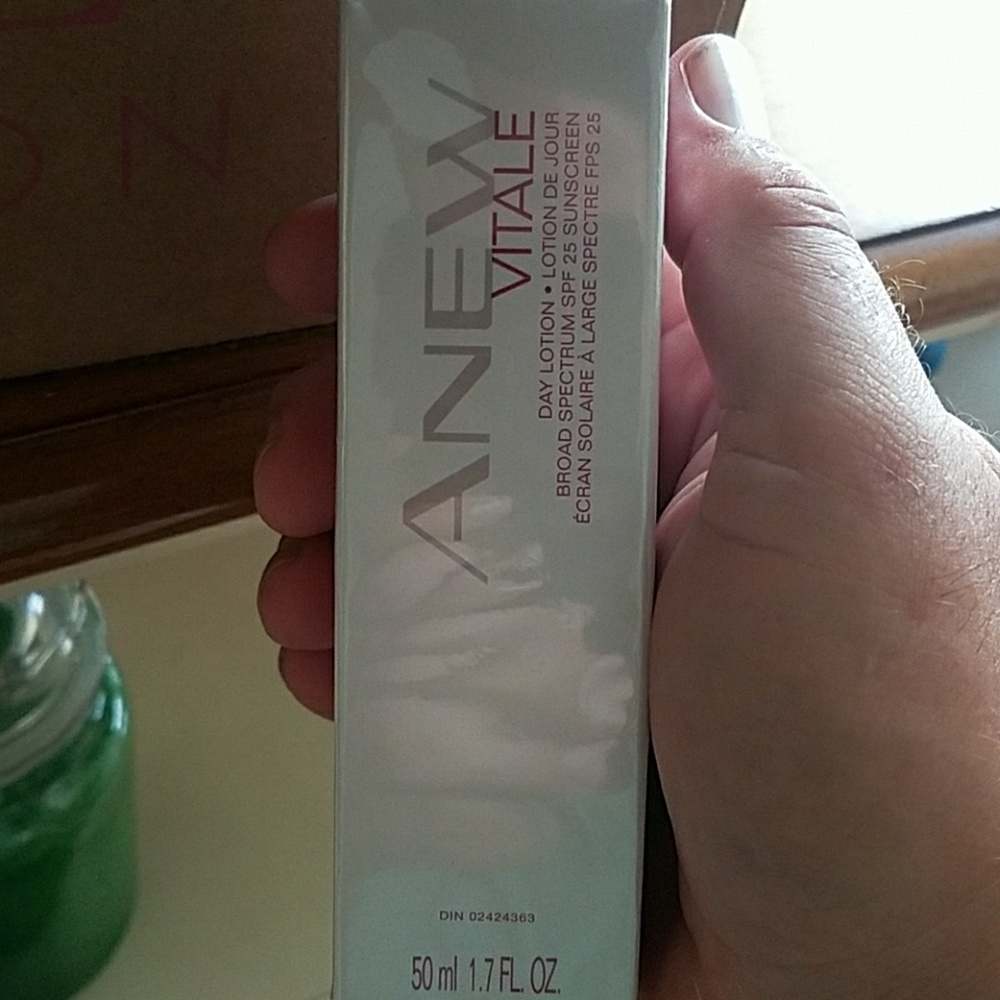 ANEW
VITALE
DAY LOTION • LOTION DE JOUR
BROAD SPECTRUM SPF 25 SUNSCREEN
ÉCRAN SOLAIRE À LARGE SPECTRE FPS 25
DIN 02424363
50 ml 1.7 FL. OZ.
ON